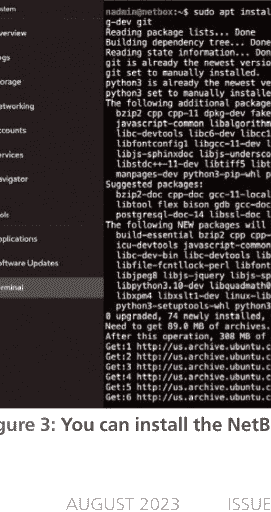 stem
verview
gs
orage
etworking
ccounts
ervices
avigator
ols
pplications
oftware Updates
erminal
nadmin@netbox:~$ sudo apt instal
g-dev git
Reading package lists... Done
Building dependency tree... Done
Reading state information... Don
git is already the newest version
git set to manually installed.
python3 is already the newest ve
python3 set to manually installe
The following additional package
bzip2 cpp cpp-11 dpkg-dev fake
javascript-common libalgorithm
libc-devtools libc6-dev libcc1
libfontconfig1 libgcc-11-dev l
libjs-sphinxdoc libjs-undersco
libstdc++-11-dev libtiff5 libt
manpages-dev python3-pip-whl p
Suggested packages:
bzip2-doc cpp-doc gcc-11-local
libtool flex bison gdb gcc-doc
postgresql-doc-14 libssl-doc l
The following NEW packages will
build-essential bzip2 cpp cpp-
icu-devtools javascript-common
libc-dev-bin libc-devtools lib
libfile-fcntllock-perl libfont
libjpeg8 libjs-jquery libjs-sp
libpython3.10-dev libquadmath0
libxpm4 libxslt1-dev linux-lib
python3-setuptools-whl python3
0 upgraded, 74 newly installed,
Need to get 89.0 MB of archives.
After this operation, 308 MB of
Get:1 http://us.archive.ubuntu.c
Get:2 http://us.archive.ubuntu.c
Get:3 http://us.archive.ubuntu.c
Get:4 http://us.archive.ubuntu.c
Get:5 http://us.archive.ubuntu.c
Get:6 http://us.archive.ubuntu.c
gure 3: You can install the NetB
AUGUST 2023 ISSUE